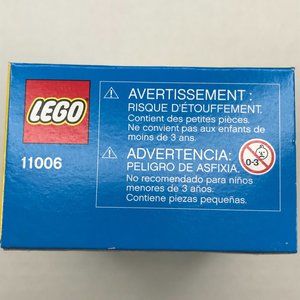 LEGO
11006
AVERTISSEMENT :
RISQUE D'ÉTOUFFEMENT.
Contient des petites pièces.
Ne convient pas aux enfants de
moins de 3 ans.
ADVERTENCIA:
PELIGRO DE ASFIXIA.
No recomendado para niños
menores de 3 años.
Contiene piezas pequeñas.
0-3